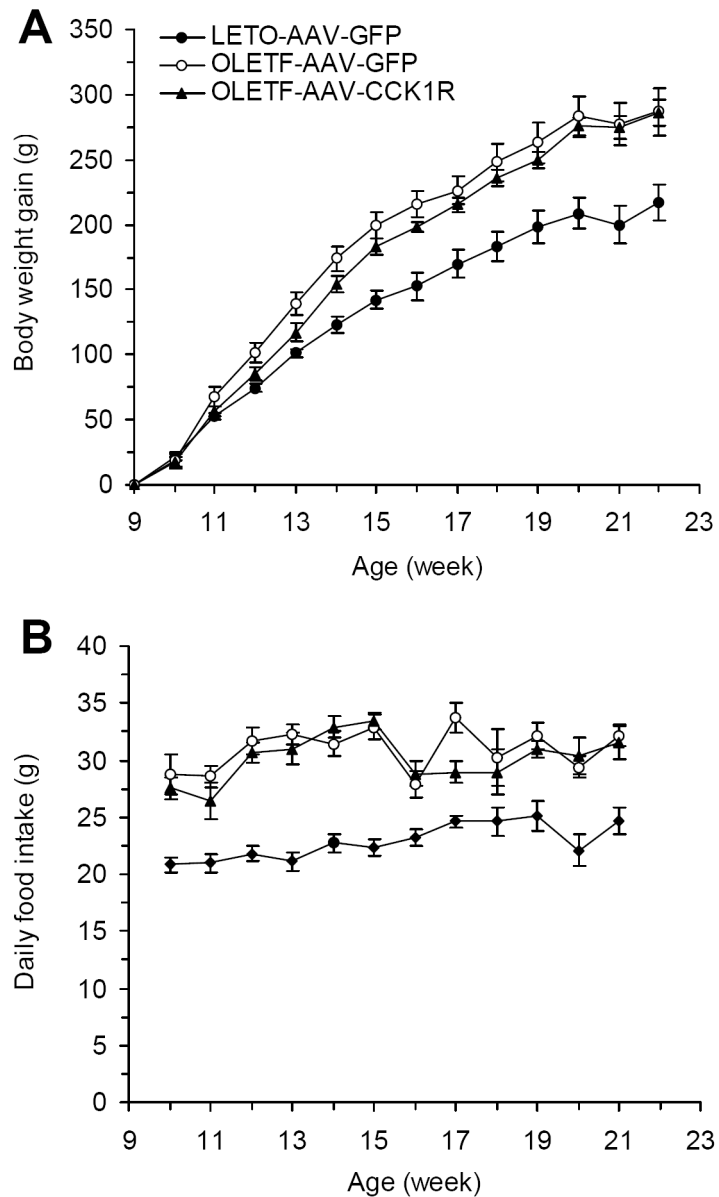 A
LETO-AAV-GFP
OLETF-AAV-GFP
OLETF-AAV-CCK1R
Body weight gain (g)
350
300
250
200
150
100
50
0
9 11 13 15 17 19 21 23
Age (week)
B
Daily food intake (g)
40
35
30
25
20
15
10
5
0
9 11 13 15 17 19 21 23
Age (week)